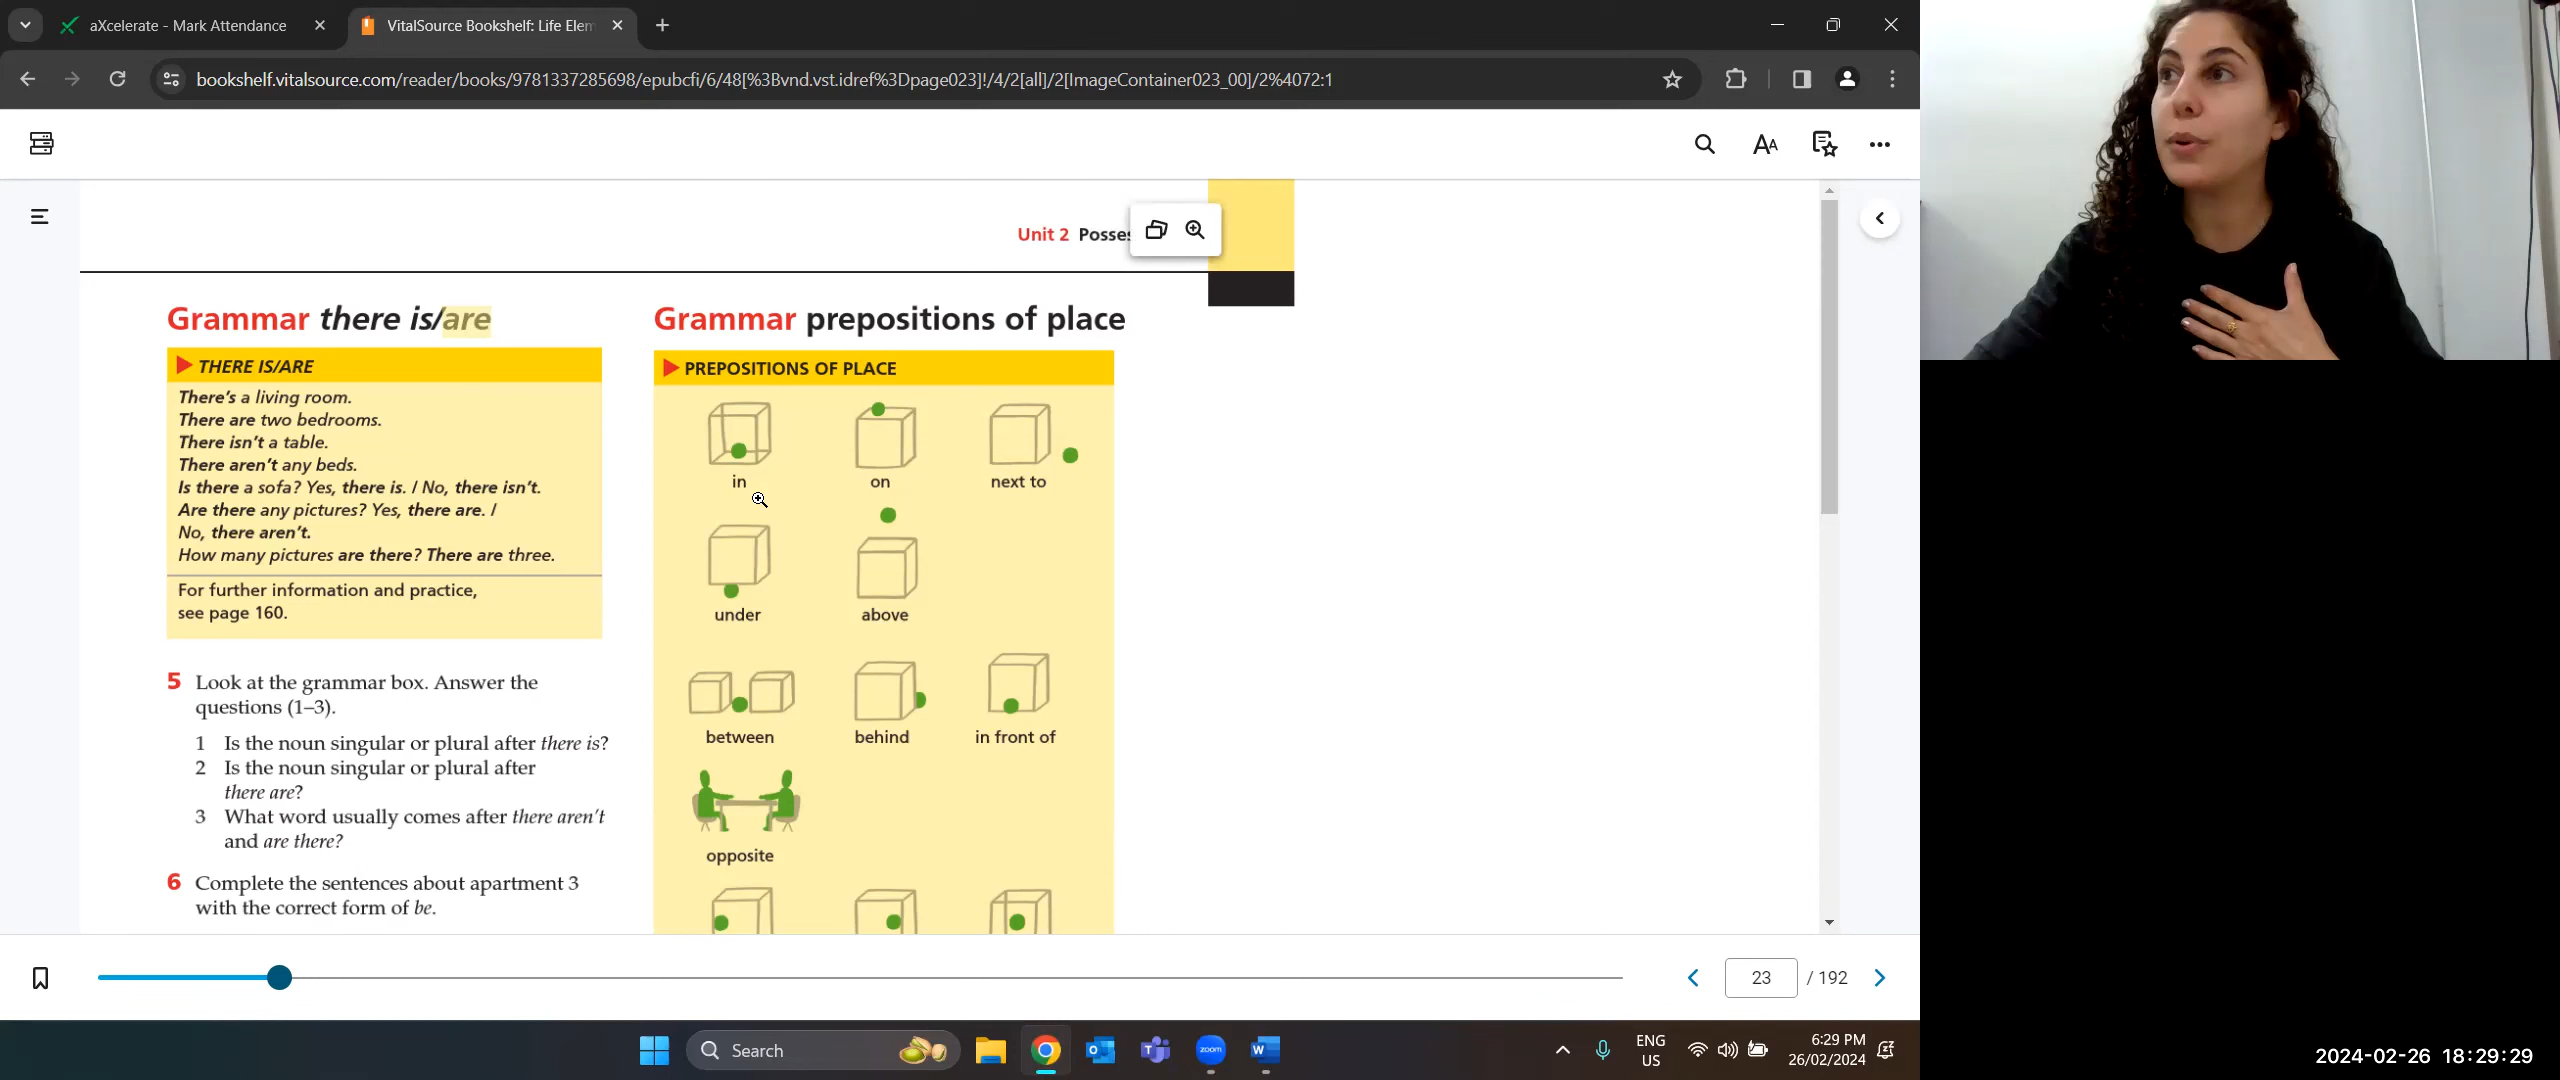 aXcelerate - Mark Attendance
VitalSource Bookshelf: Life Elem
bookshelf.vitalsource.com/reader/books/9781337285698/epubcfi/6/48[%3Bvnd.vst.idref%3Dpage023]!/4/2[all]/2[ImageContainer023_00]/2%4072:1
Unit 2 Posses
Grammar there is/are
THERE IS/ARE
There's a living room.
There are two bedrooms.
There isn't a table.
There aren't any beds.
Is there a sofa? Yes, there is. / No, there isn't.
Are there any pictures? Yes, there are. /
No, there aren't.
How many pictures are there? There are three.
For further information and practice,
see page 160.
5 Look at the grammar box. Answer the
questions (1–3).
1 Is the noun singular or plural after there is?
2 Is the noun singular or plural after
there are?
3 What word usually comes after there aren't
and are there?
6 Complete the sentences about apartment 3
with the correct form of be.
Grammar prepositions of place
PREPOSITIONS OF PLACE
in on next to
under above
between behind in front of
opposite
23 / 192
Search
zoom
ENG
US
6:29 PM
26/02/2024
2024-02-26 18:29:29